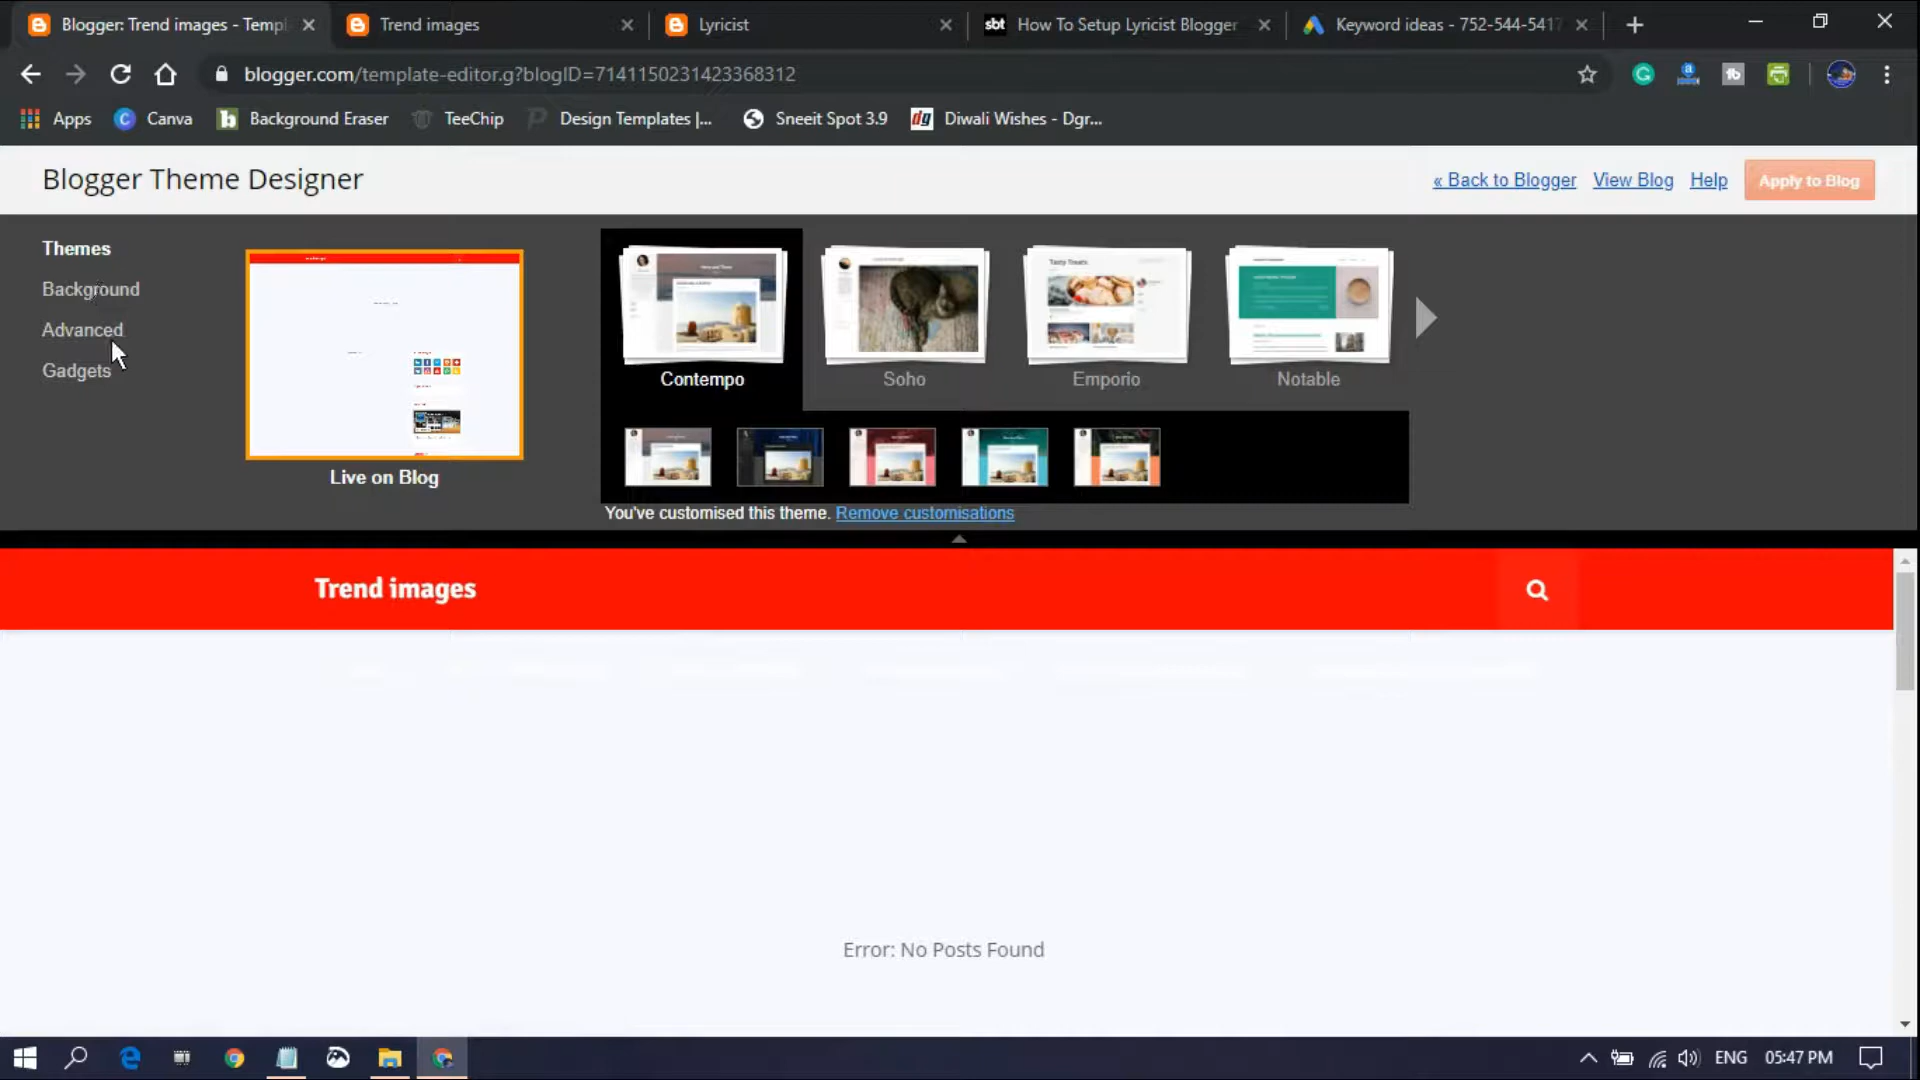 Blogger: Trend images - Templ
Trend images
Lyricist
sbt How To Setup Lyricist Blogger
Keyword ideas - 752-544-5417
blogger.com/template-editor.g?blogID=7141150231423368312
Apps
Canva
Background Eraser
TeeChip
Design Templates |...
Sneeit Spot 3.9
Diwali Wishes - Dgr...
Blogger Theme Designer
« Back to Blogger
View Blog
Help
Apply to Blog
Themes
Background
Advanced
Gadgets
Live on Blog
Contempo
Soho
Emporio
Notable
You've customised this theme. Remove customisations
Trend images
Error: No Posts Found
ENG
05:47 PM